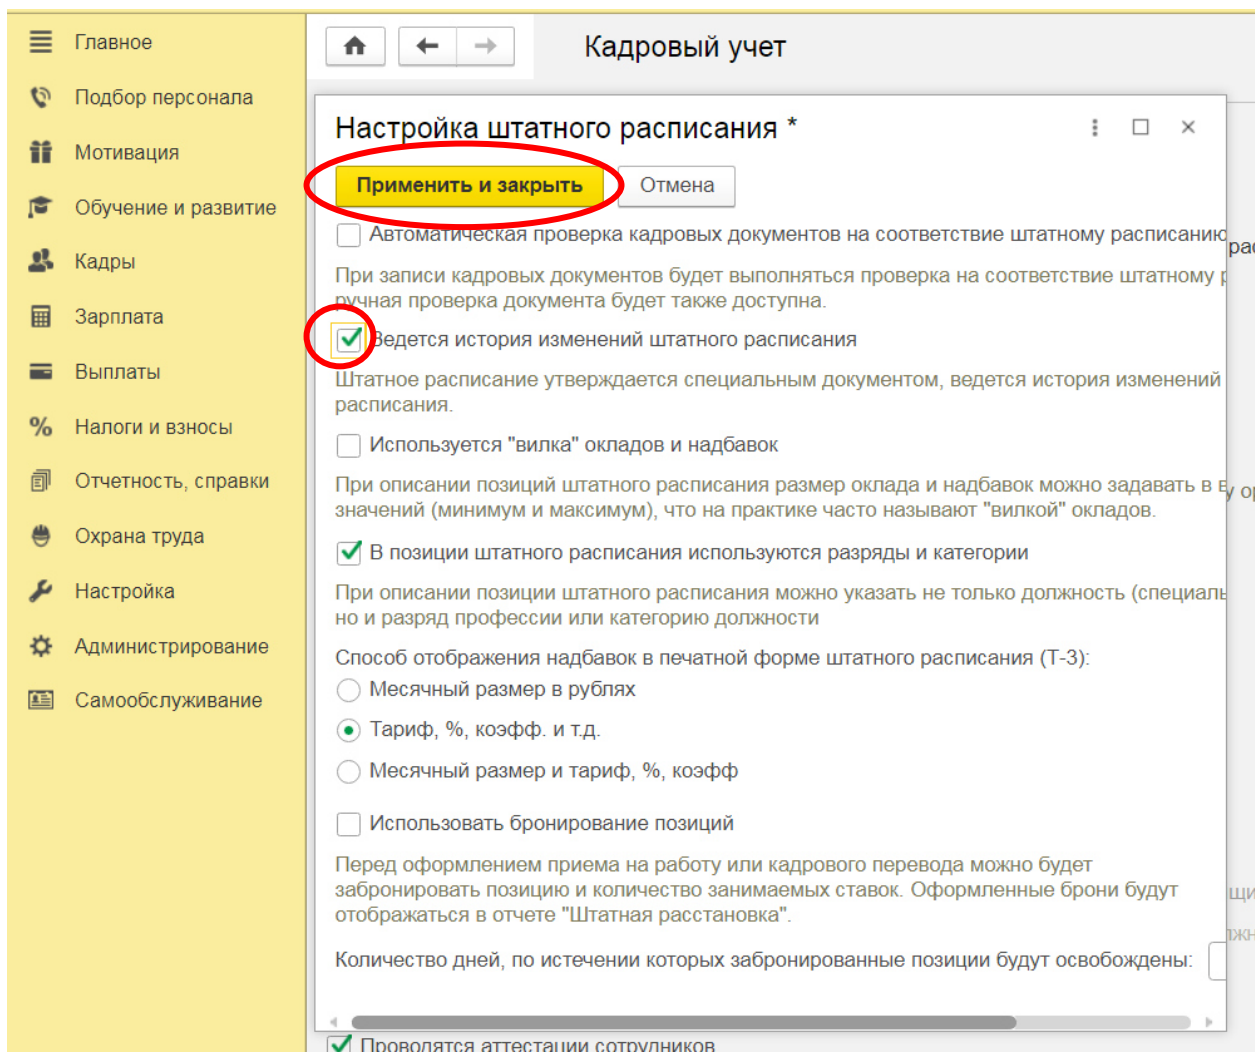 Главное
Подбор персонала
Мотивация
Обучение и развитие
Кадры
Зарплата
Выплаты
% Налоги и взносы
Отчетность, справки
Охрана труда
Настройка
Администрирование
Самообслуживание
Кадровый учет
Настройка штатного расписания *
Применить и закрыть
Отмена
Автоматическая проверка кадровых документов на соответствие штатному расписанию
При записи кадровых документов будет выполняться проверка на соответствие штатному
ручная проверка документа будет также доступна.
Ведется история изменений штатного расписания
Штатное расписание утверждается специальным документом, ведется история изменений
расписания.
Используется "вилка" окладов и надбавок
При описании позиций штатного расписания размер оклада и надбавок можно задавать в
значений (минимум и максимум), что на практике часто называют "вилкой" окладов.
В позиции штатного расписания используются разряды и категории
При описании позиции штатного расписания можно указать не только должность (специаль
но и разряд профессии или категорию должности
Способ отображения надбавок в печатной форме штатного расписания (Т-3):
Месячный размер в рублях
Тариф, %, коэфф. и т.д.
Месячный размер и тариф, %, коэфф
Использовать бронирование позиций
Перед оформлением приема на работу или кадрового перевода можно будет
забронировать позицию и количество занимаемых ставок. Оформленные брони будут
отображаться в отчете "Штатная расстановка".
Количество дней, по истечении которых забронированные позиции будут освобождены:
Проводятся аттестации сотрудников